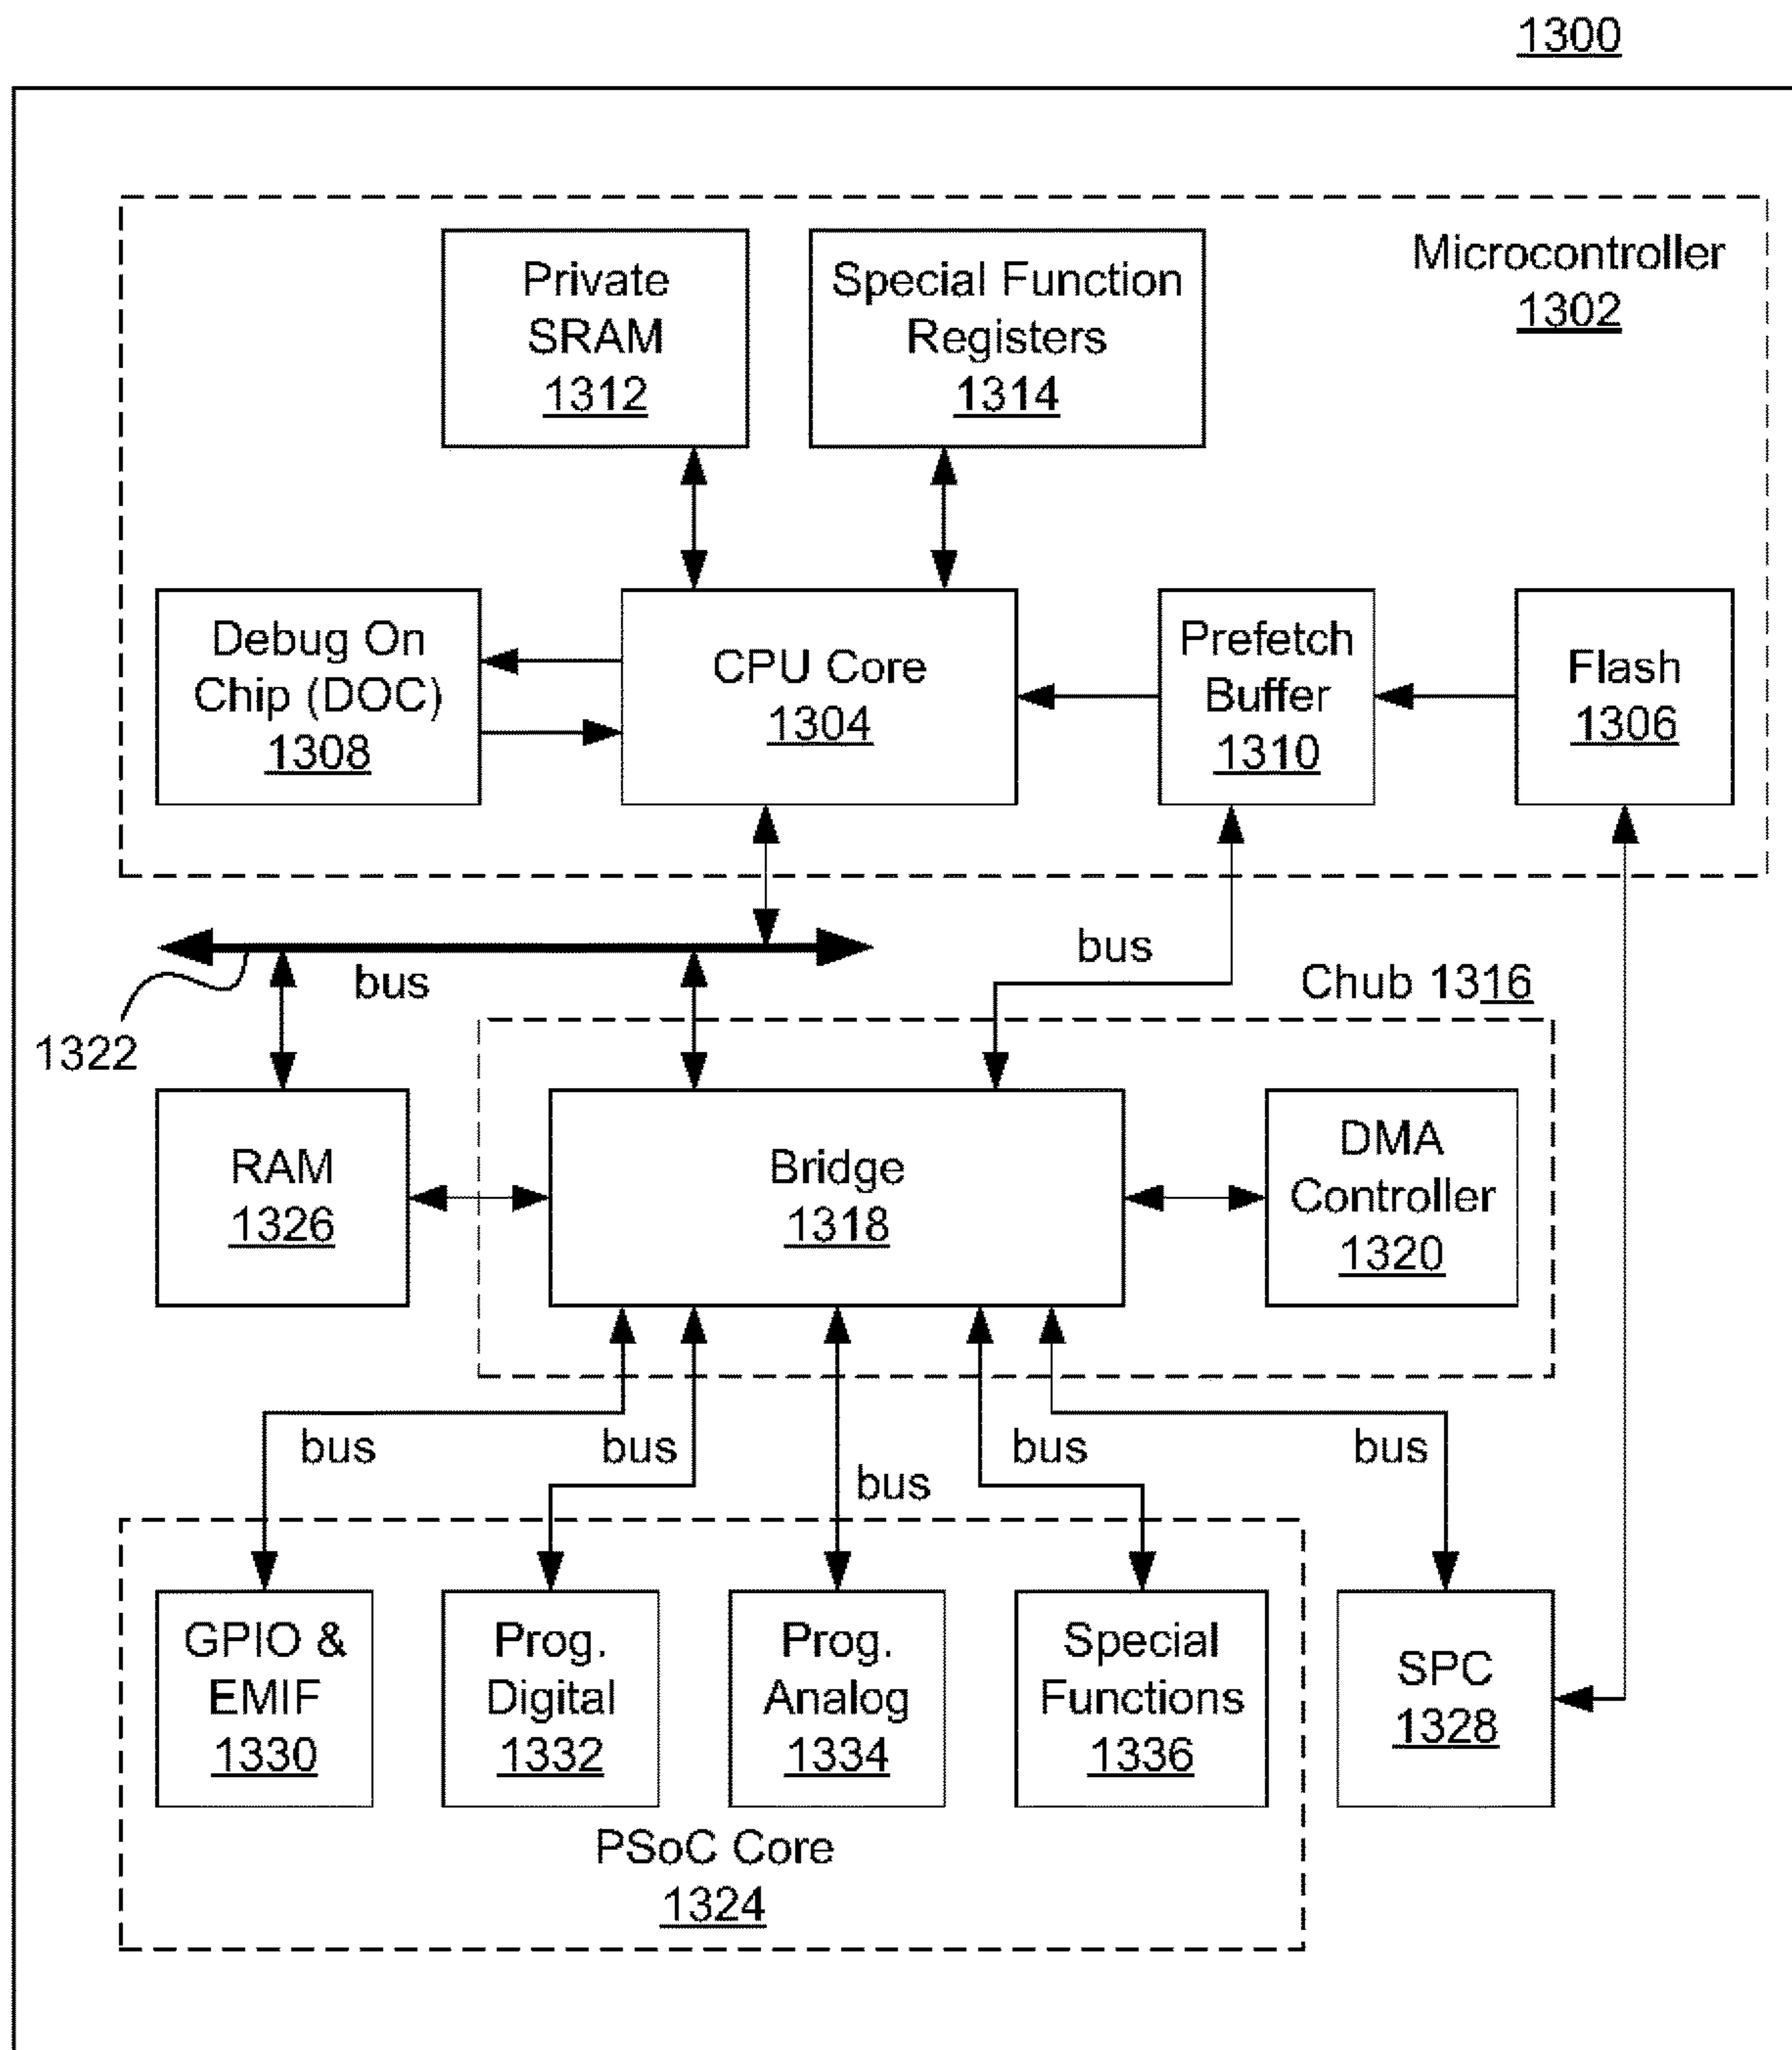 1300
Microcontroller
1302
Private
SRAM
1312
Special Function
Registers
1314
Debug On
Chip (DOC)
1308
CPU Core
1304
Prefetch
Buffer
1310
Flash
1306
bus
bus
1322
Chub 1316
RAM
1326
Bridge
1318
DMA
Controller
1320
bus
bus
bus
bus
bus
GPIO &
EMIF
1330
Prog.
Digital
1332
Prog.
Analog
1334
Special
Functions
1336
SPC
1328
PSoC Core
1324